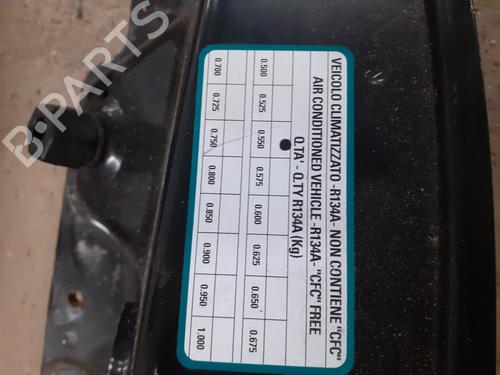 VEICOLO CLIMATIZZATO -R134A- NON CONTIENE "CFC"
AIR CONDITIONED VEHICLE -R134A- "CFC" FREE
Q.TA' - Q.TY R134A (Kg)
0.500 0.525 0.550 0.575 0.600 0.625 0.650 0.675
0.700 0.725 0.750 0.800 0.850 0.900 0.950 1.000
B-PARTS